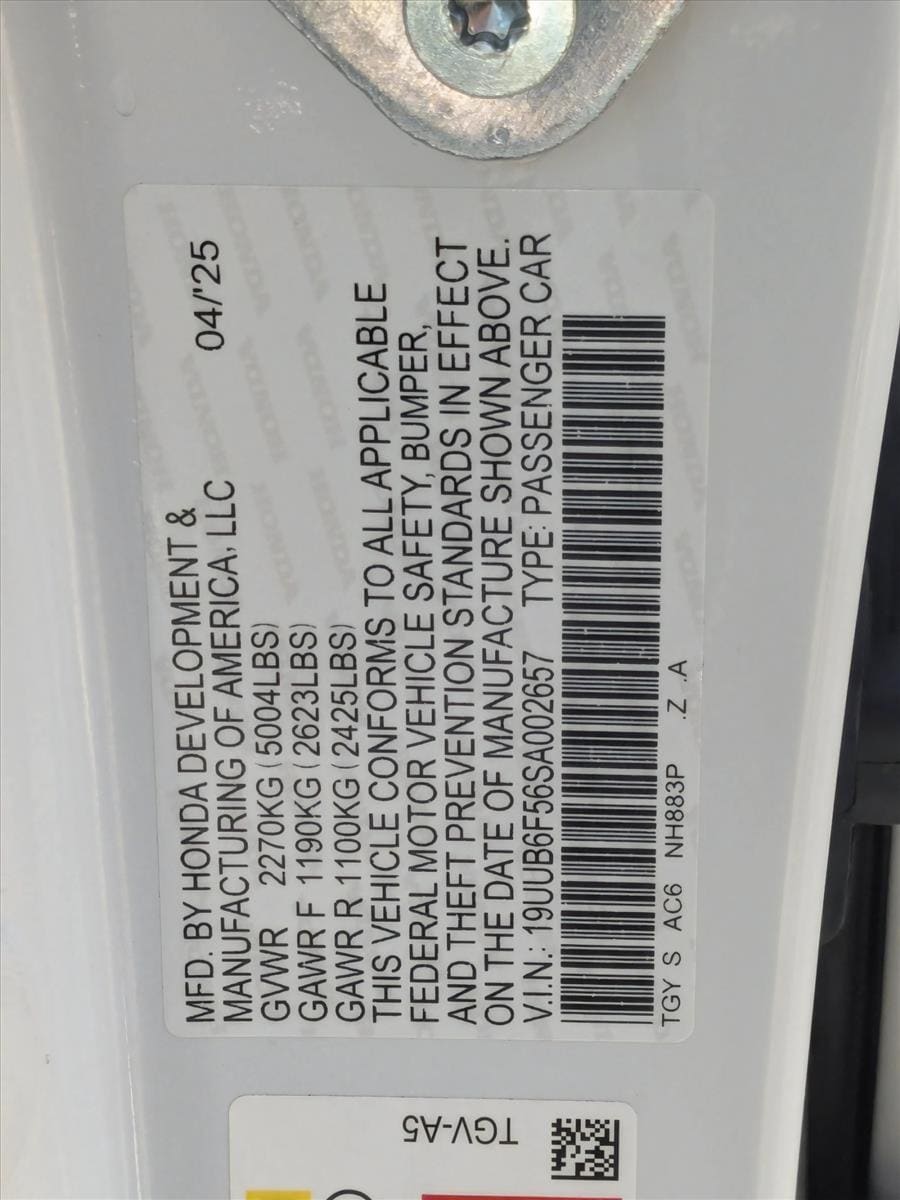 MFD. BY HONDA DEVELOPMENT &
MANUFACTURING OF AMERICA, LLC 04/'25
GVWR 2270KG (5004LBS)
GAWR F 1190KG (2623LBS)
GAWR R 1100KG (2425LBS)
THIS VEHICLE CONFORMS TO ALL APPLICABLE
FEDERAL MOTOR VEHICLE SAFETY, BUMPER,
AND THEFT PREVENTION STANDARDS IN EFFECT
ON THE DATE OF MANUFACTURE SHOWN ABOVE.
V.I.N.: 19UUB6F56SA002657 TYPE: PASSENGER CAR
TGY S AC6 NH883P .Z .A
TGV-A5